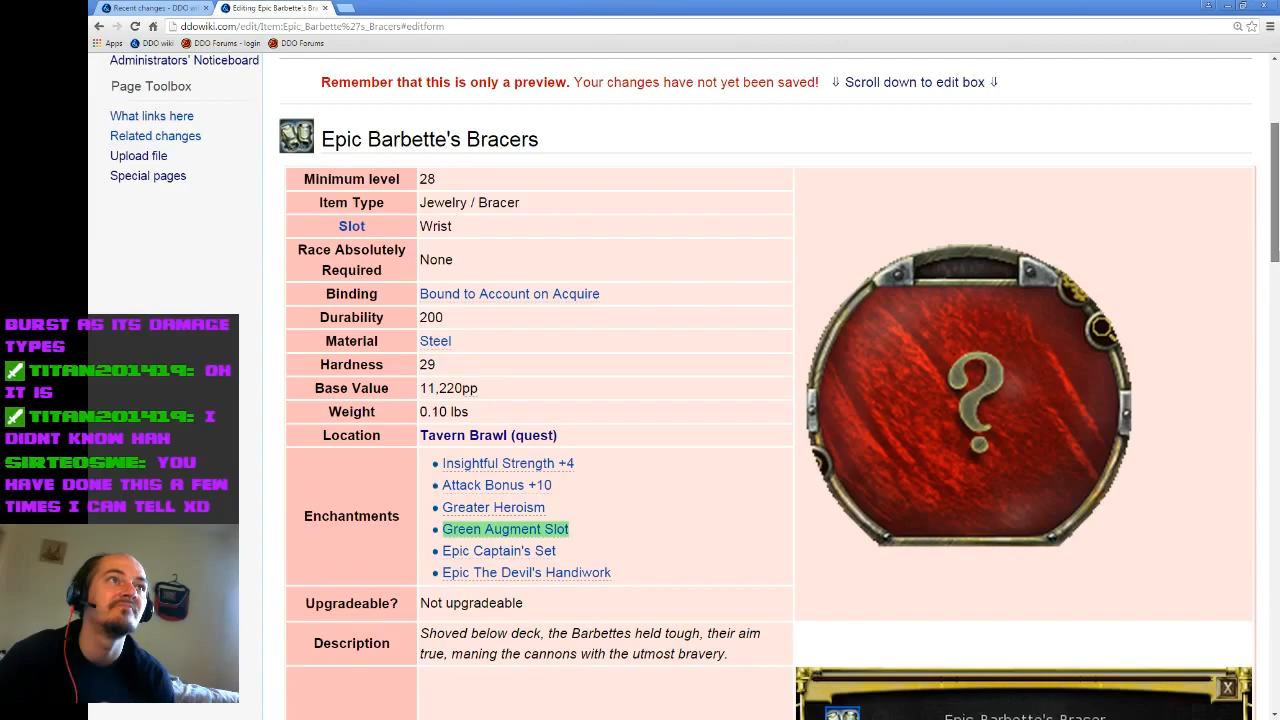 Recent changes - DDO wi
Editing Epic Barbette's Bra
ddowiki.com/edit/Item:Epic_Barbette%27s_Bracers#editform
Apps
DDO wiki
DDO Forums - login
DDO Forums
Administrators' Noticeboard
Page Toolbox
What links here
Related changes
Upload file
Special pages
Remember that this is only a preview. Your changes have not yet been saved! ⇓ Scroll down to edit box ⇓
Epic Barbette's Bracers
Minimum level 28
Item Type Jewelry / Bracer
Slot Wrist
Race Absolutely
Required
None
Binding Bound to Account on Acquire
Durability 200
Material Steel
Hardness 29
Base Value 11,220pp
Weight 0.10 lbs
Location Tavern Brawl (quest)
Enchantments
• Insightful Strength +4
• Attack Bonus +10
• Greater Heroism
• Green Augment Slot
• Epic Captain's Set
• Epic The Devil's Handiwork
Upgradeable? Not upgradeable
Description
Shoved below deck, the Barbettes held tough, their aim
true, maning the cannons with the utmost bravery.
?
X
Epic Barbette's Bracer
BURST AS ITS DAMAGE
TYPES
TITAN201419: OH
IT IS
TITAN201419: I
DIDNT KNOW HAH
SIRTEOSWE: YOU
HAVE DONE THIS A FEW
TIMES I CAN TELL XD